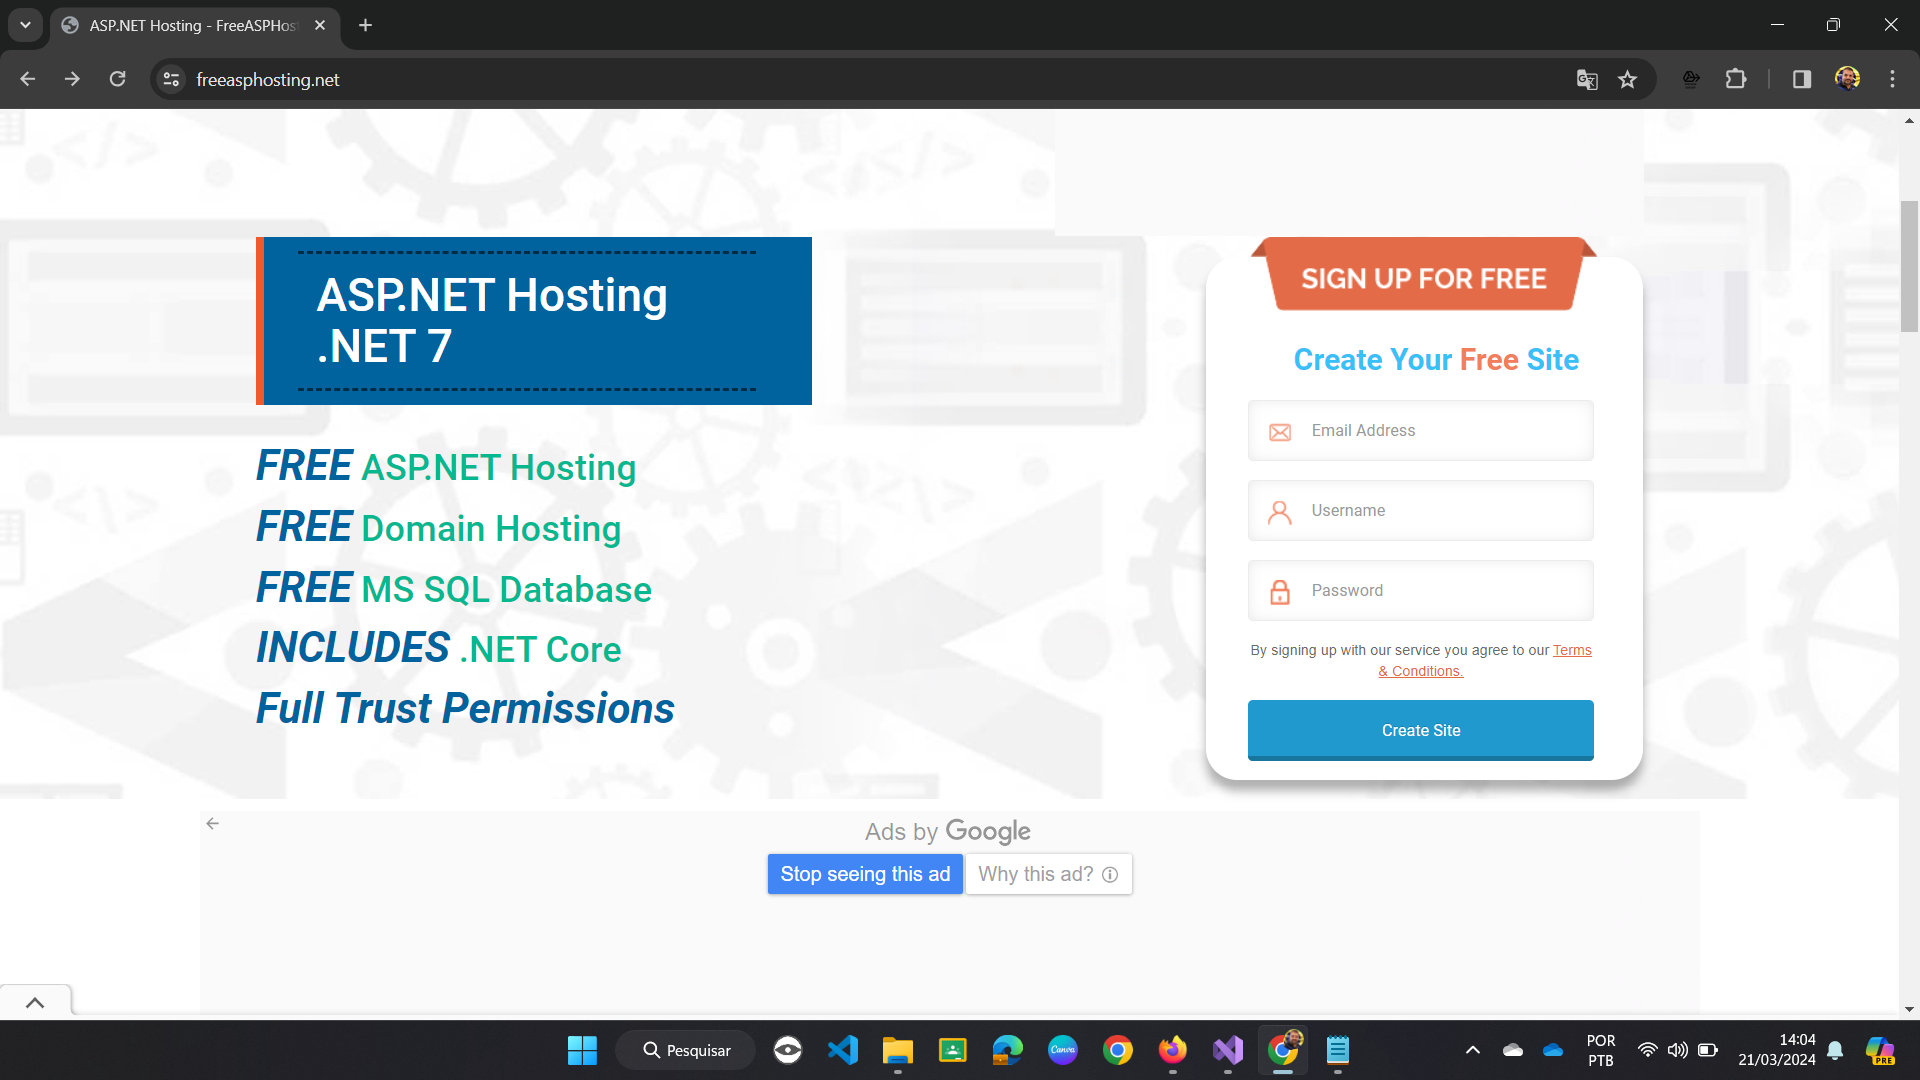 ASP.NET Hosting - FreeASPHos
freeasphosting.net
ASP.NET Hosting
.NET 7
FREE ASP.NET Hosting
FREE Domain Hosting
FREE MS SQL Database
INCLUDES .NET Core
Full Trust Permissions
SIGN UP FOR FREE
Create Your Free Site
Email Address
Username
Password
By signing up with our service you agree to our Terms
& Conditions.
Create Site
Ads by Google
Stop seeing this ad
Why this ad?
Pesquisar
Canva
POR
PTB
14:04
21/03/2024
PRE